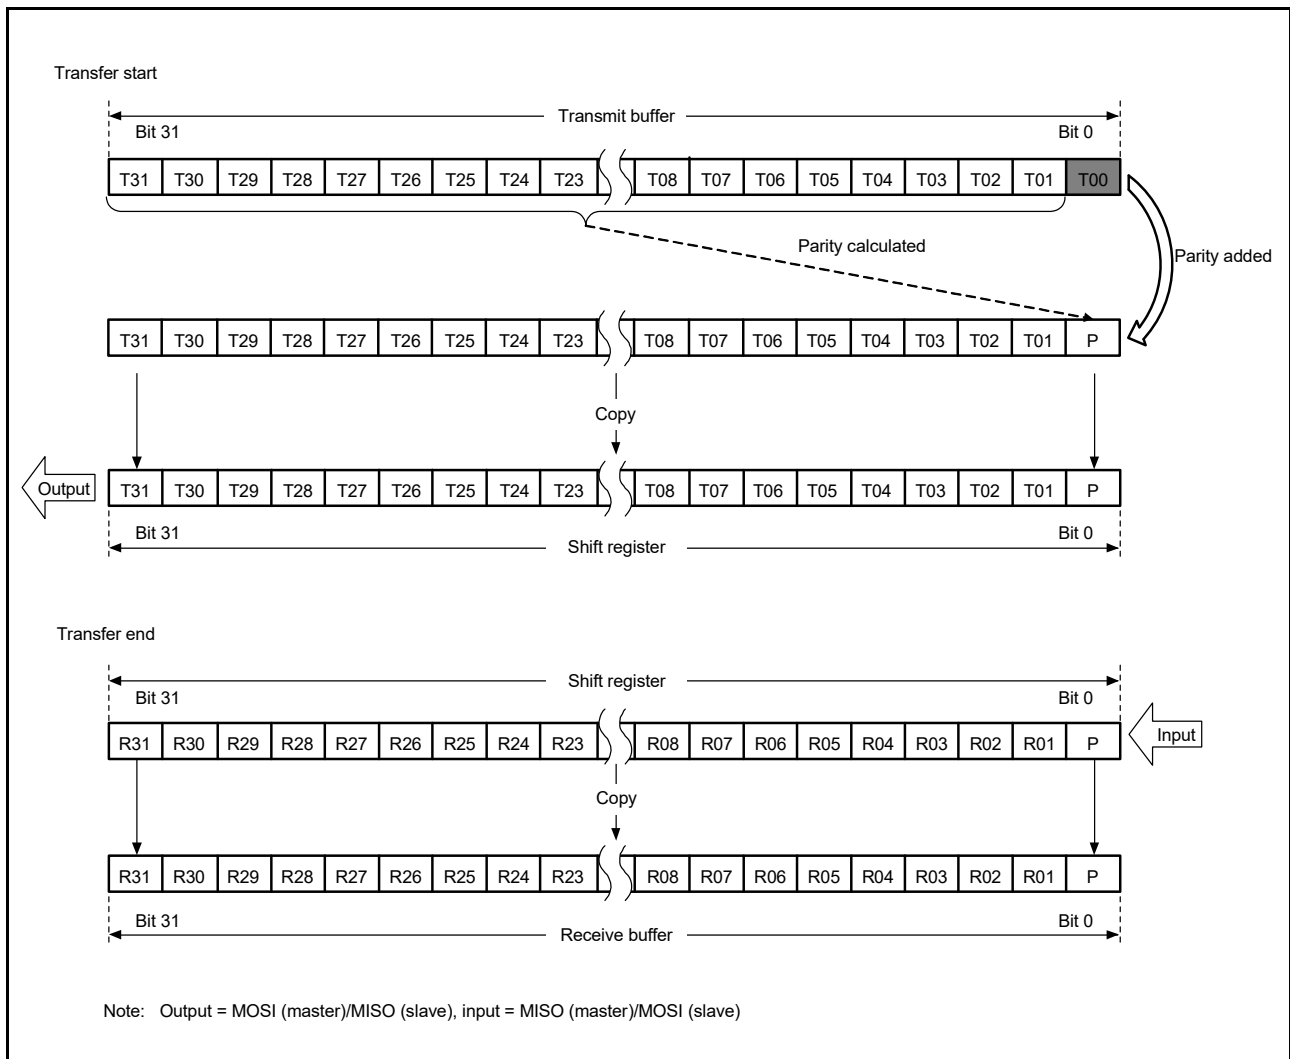 Transfer start
Transmit buffer
Bit 31 Bit 0
T31 T30 T29 T28 T27 T26 T25 T24 T23 T08 T07 T06 T05 T04 T03 T02 T01 T00
Parity calculated
Parity added
T31 T30 T29 T28 T27 T26 T25 T24 T23 T08 T07 T06 T05 T04 T03 T02 T01 P
Copy
Output
T31 T30 T29 T28 T27 T26 T25 T24 T23 T08 T07 T06 T05 T04 T03 T02 T01 P
Bit 31 Bit 0
Shift register
Transfer end
Shift register
Bit 31 Bit 0
R31 R30 R29 R28 R27 R26 R25 R24 R23 R08 R07 R06 R05 R04 R03 R02 R01 P
Input
Copy
R31 R30 R29 R28 R27 R26 R25 R24 R23 R08 R07 R06 R05 R04 R03 R02 R01 P
Bit 31 Bit 0
Receive buffer
Note: Output = MOSI (master)/MISO (slave), input = MISO (master)/MOSI (slave)